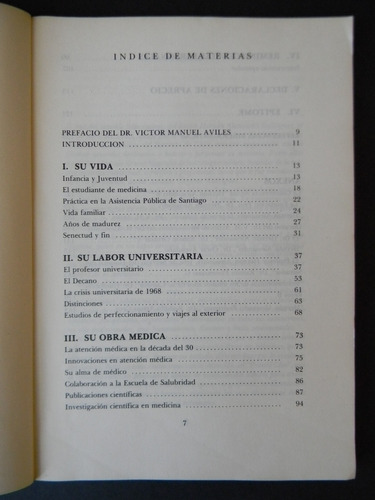 INDICE DE MATERIAS
PREFACIO DEL DR. VICTOR MANUEL AVILES .................... 9
INTRODUCCION .................... 11
I. SU VIDA .................... 13
Infancia y Juventud .................... 13
El estudiante de medicina .................... 18
Práctica en la Asistencia Pública de Santiago .................... 22
Vida familiar .................... 24
Años de madurez .................... 27
Senectud y fin .................... 31
II. SU LABOR UNIVERSITARIA .................... 37
El profesor universitario .................... 37
El Decano .................... 53
La crisis universitaria de 1968 .................... 61
Distinciones .................... 63
Estudios de perfeccionamiento y viajes al exterior .................... 68
III. SU OBRA MEDICA .................... 73
La atención médica en la década del 30 .................... 73
Innovaciones en atención médica .................... 75
Su alma de médico .................... 82
Colaboración a la Escuela de Salubridad .................... 86
Publicaciones científicas .................... 87
Investigación científica en medicina .................... 94
7